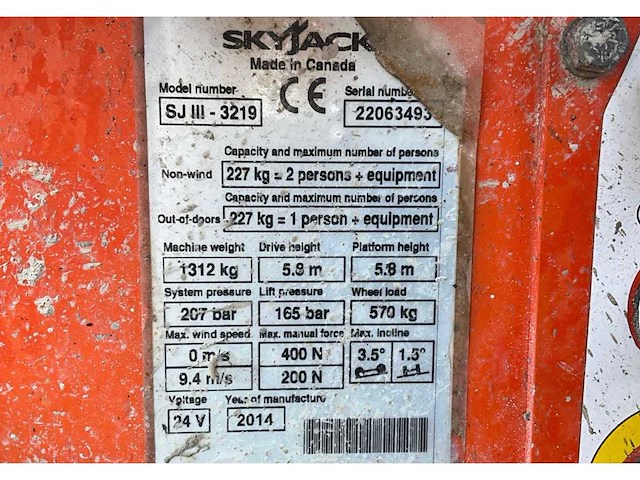 SKYJACK
Made in Canada
Model number Serial number
CE
SJ III - 3219 22063493
Capacity and maximum number of persons
Non-wind 227 kg = 2 persons + equipment
Capacity and maximum number of persons
Out-of-doors 227 kg = 1 person + equipment
Machine weight Drive height Platform height
1312 kg 5.8 m 5.8 m
System pressure Lift pressure Wheel load
207 bar 165 bar 570 kg
Max. wind speed Max. manual force Max. incline
0 m/s 400 N 3.5° 1.5°
9.4 m/s 200 N
Voltage Year of manufacture
24 V 2014